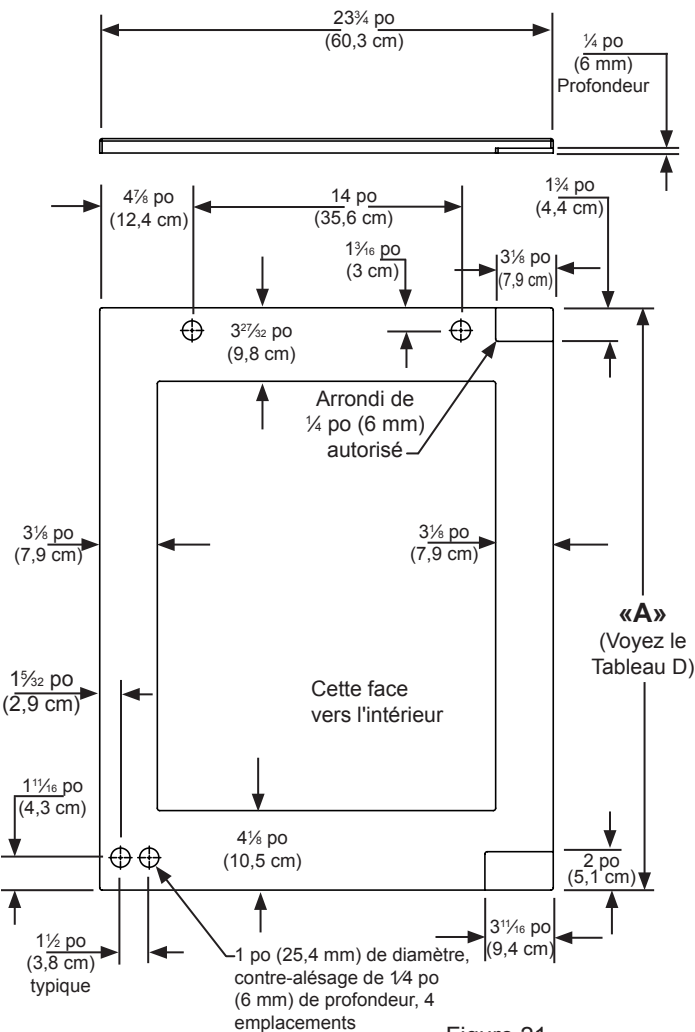 23¾ po
(60,3 cm)
¼ po
(6 mm)
Profondeur
4⅞ po
(12,4 cm)
14 po
(35,6 cm)
1¾ po
(4,4 cm)
1³⁄₁₆ po
(3 cm)
3⅛ po
(7,9 cm)
3²⁷⁄₃₂ po
(9,8 cm)
Arrondi de
¼ po (6 mm)
autorisé
3⅛ po
(7,9 cm)
3⅛ po
(7,9 cm)
«A»
(Voyez le
Tableau D)
1⁵⁄₃₂ po
(2,9 cm)
Cette face
vers l'intérieur
1¹¹⁄₁₆ po
(4,3 cm)
4⅛ po
(10,5 cm)
2 po
(5,1 cm)
3¹¹⁄₁₆ po
(9,4 cm)
1½ po
(3,8 cm)
typique
1 po (25,4 mm) de diamètre,
contre-alésage de 1⁄4 po
(6 mm) de profondeur, 4
emplacements